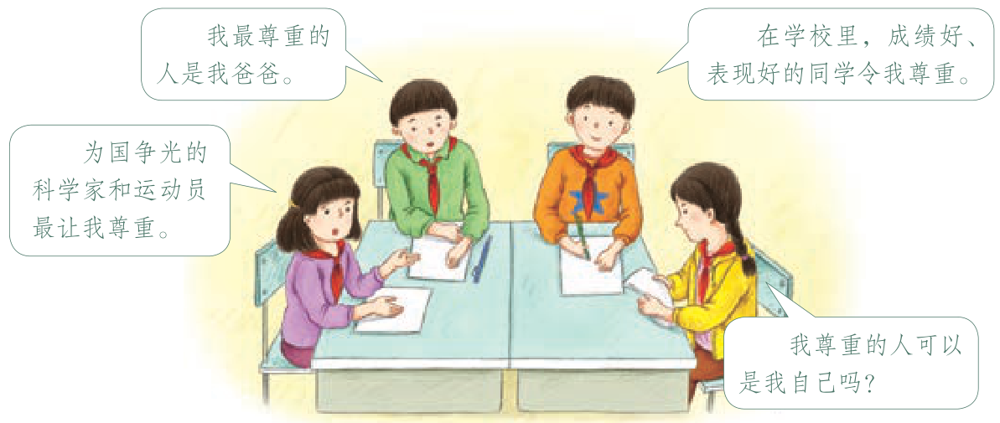 我最尊重的
人是我爸爸。
在学校里，成绩好、
表现好的同学令我尊重。
为国争光的
科学家和运动员
最让我尊重。
我尊重的人可以
是我自己吗？